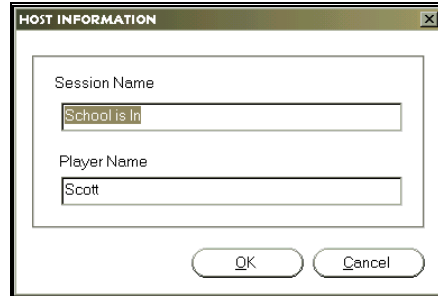 HOST INFORMATION
Session Name
School is In
Player Name
Scott
OK Cancel